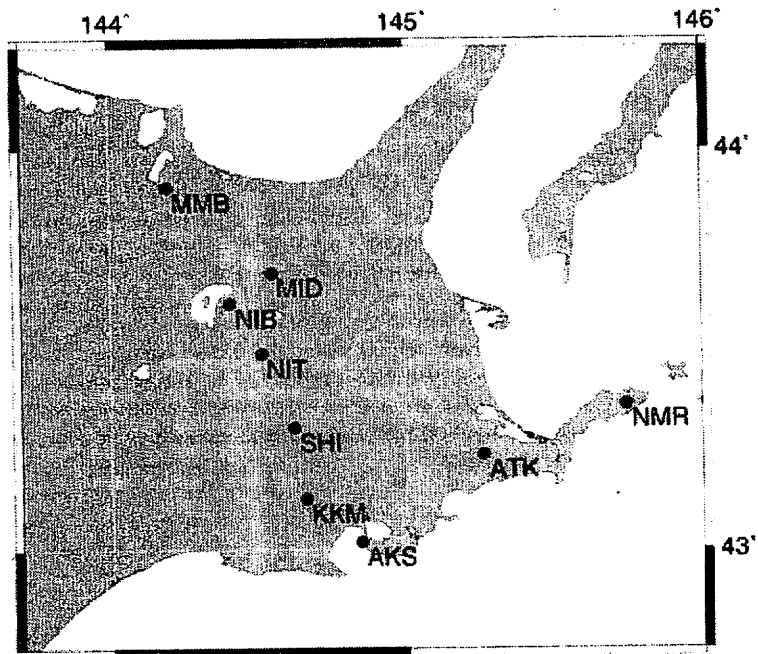 144°
145°
146°
44°
MMB
MID
NIB
NIT
NMR
SHI
ATK
KKM
AKS
43°